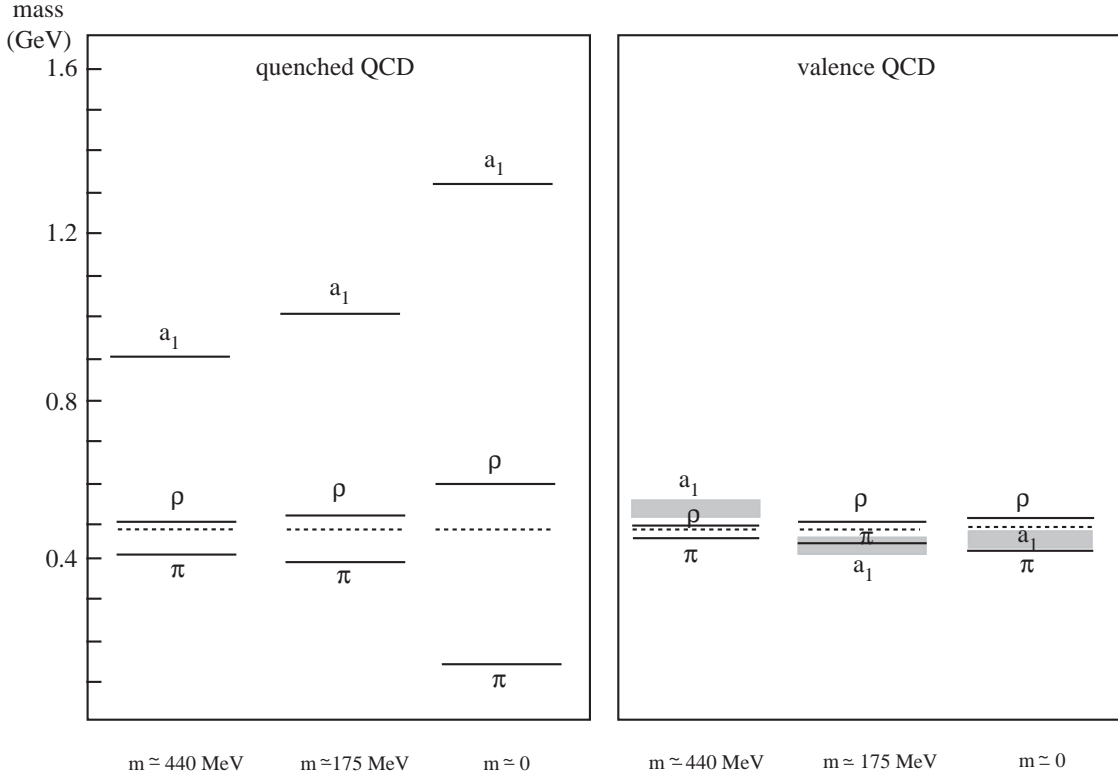 mass
(GeV)
quenched QCD
valence QCD
1.6
1.2
0.8
0.4
a1
a1
a1
ρ
ρ
ρ
π
π
π
a1
ρ
π
ρ
π
a1
ρ
a1
π
m ≃ 440 MeV
m ≃ 175 MeV
m ≃ 0
m ≃ 440 MeV
m ≃ 175 MeV
m ≃ 0